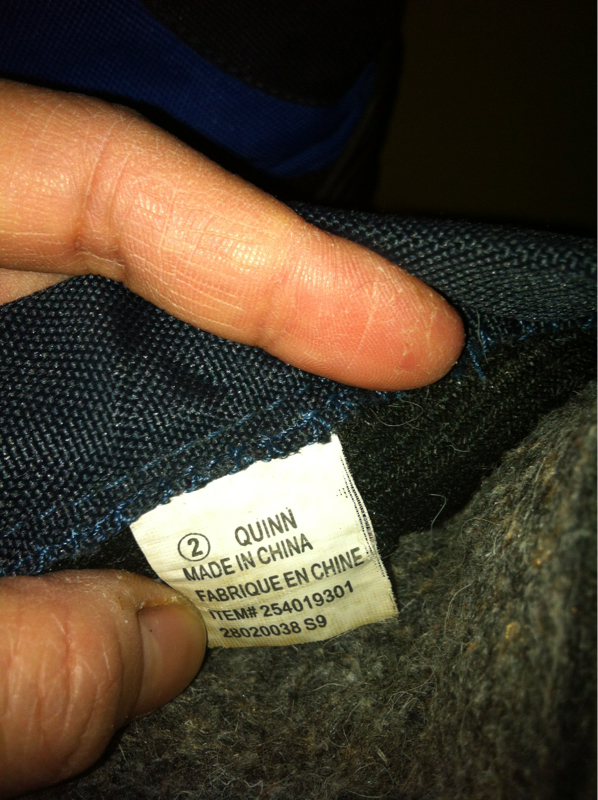 ② QUINN
MADE IN CHINA
FABRIQUE EN CHINE
ITEM# 254019301
28020038 S9